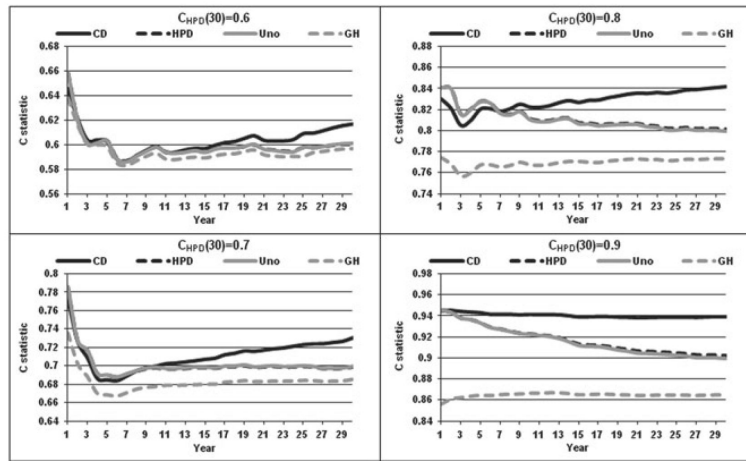 C_HPD(30)=0.6
CD HPD Uno GH
0.68
0.66
0.64
0.62
0.6
0.58
0.56
C statistic
1 3 5 7 9 11 13 15 17 19 21 23 25 27 29
Year
C_HPD(30)=0.8
CD HPD Uno GH
0.88
0.86
0.84
0.82
0.8
0.78
0.76
0.74
C statistic
1 3 5 7 9 11 13 15 17 19 21 23 25 27 29
Year
C_HPD(30)=0.7
CD HPD Uno GH
0.8
0.78
0.76
0.74
0.72
0.7
0.68
0.66
0.64
C statistic
1 3 5 7 9 11 13 15 17 19 21 23 25 27 29
Year
C_HPD(30)=0.9
CD HPD Uno GH
0.98
0.96
0.94
0.92
0.9
0.88
0.86
0.84
C statistic
1 3 5 7 9 11 13 15 17 19 21 23 25 27 29
Year